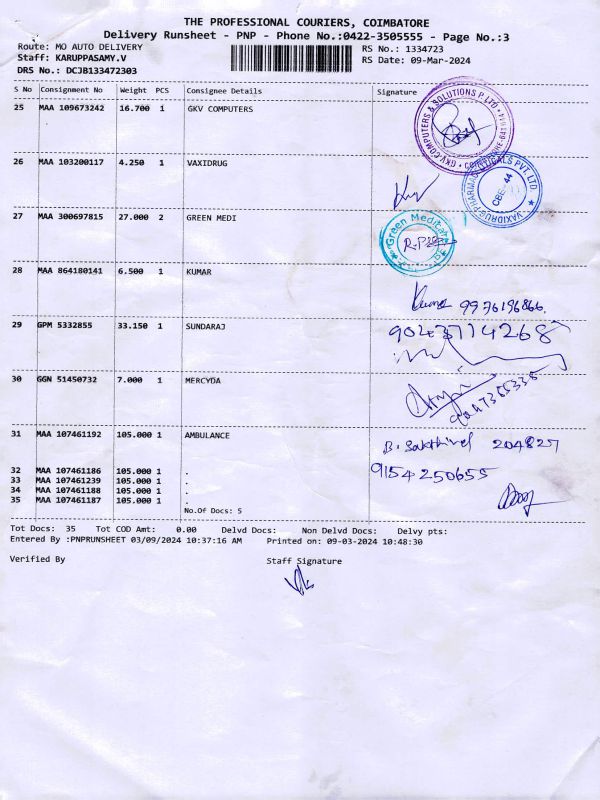 THE PROFESSIONAL COURIERS, COIMBATORE
Delivery Runsheet - PNP - Phone No.:0422-3505555 - Page No.:3
Route: MO AUTO DELIVERY RS No.: 1334723
Staff: KARUPPASAMY.V RS Date: 09-Mar-2024
DRS No.: DCJB133472303
S No Consignment No Weight PCS Consignee Details Signature
25 MAA 109673242 16.700 1 GKV COMPUTERS
GKV-COMPUTERS & SOLUTIONS P LTD
26 MAA 103200117 4.250 1 VAXIDRUG
VAXIDRUG-PHARMACEUTICALS PVT. LTD
CBE-44
27 MAA 300697815 27.000 2 GREEN MEDI
Green Meditah
28 MAA 864180141 6.500 1 KUMAR
Kumar 9976196866.
29 GPM 5332855 33.150 1 SUNDARAJ
9043714268
30 GGN 51450732 7.000 1 MERCYDA
31 MAA 107461192 105.000 1 AMBULANCE
B. Sakthivel 204827
32 MAA 107461186 105.000 1 .
9154250655
33 MAA 107461239 105.000 1 .
34 MAA 107461188 105.000 1 .
35 MAA 107461187 105.000 1 .
No.Of Docs: 5
Tot Docs: 35 Tot COD Amt: 0.00 Delvd Docs: Non Delvd Docs: Delvy pts:
Entered By :PNPRUNSHEET 03/09/2024 10:37:16 AM Printed on: 09-03-2024 10:48:30
Verified By Staff Signature